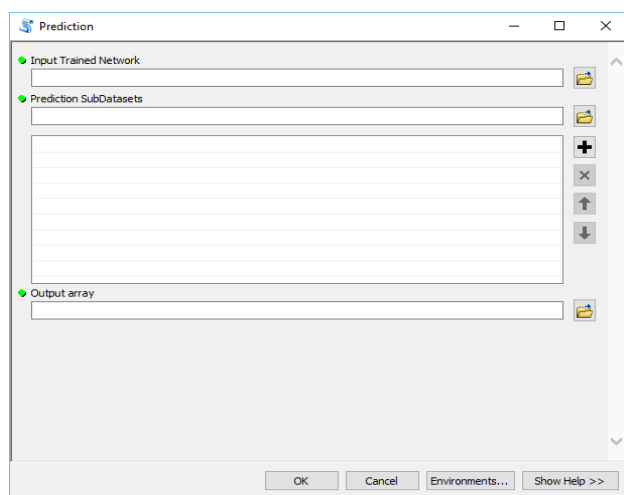 Prediction
Input Trained Network
Prediction SubDatasets
Output array
OK Cancel Environments... Show Help >>